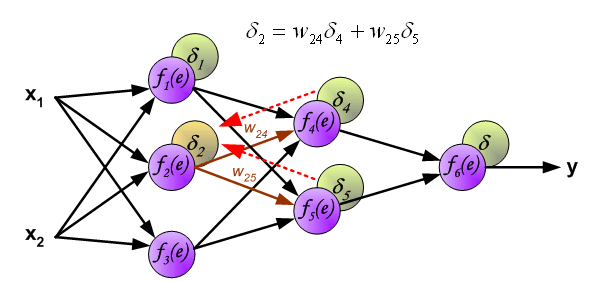 δ₂ = w₂₄δ₄ + w₂₅δ₅
δ₁
f₁(e)
x₁
δ₄
w₂₄
f₄(e)
δ₂
f₂(e)
δ
f₆(e)
y
w₂₅
δ₅
f₅(e)
x₂
f₃(e)